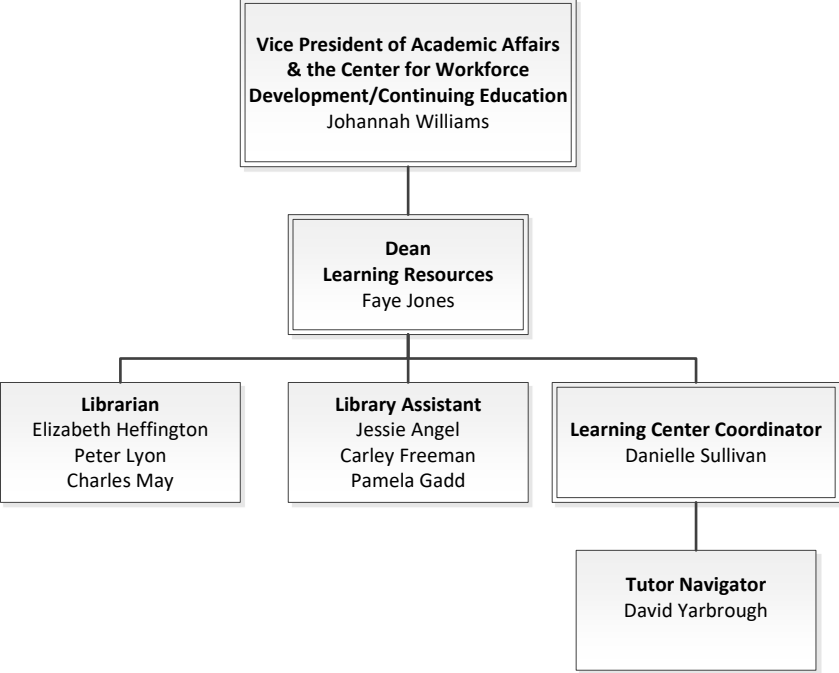 Vice President of Academic Affairs
& the Center for Workforce
Development/Continuing Education
Johannah Williams
Dean
Learning Resources
Faye Jones
Librarian
Elizabeth Heffington
Peter Lyon
Charles May
Library Assistant
Jessie Angel
Carley Freeman
Pamela Gadd
Learning Center Coordinator
Danielle Sullivan
Tutor Navigator
David Yarbrough